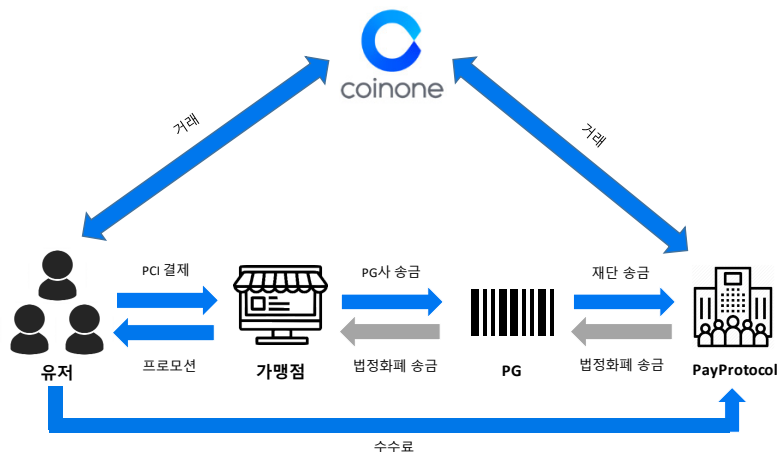 coinone
거래
거래
PCI 결제
PG사 송금
재단 송금
프로모션
법정화폐 송금
법정화폐 송금
유저
가맹점
PG
PayProtocol
수수료